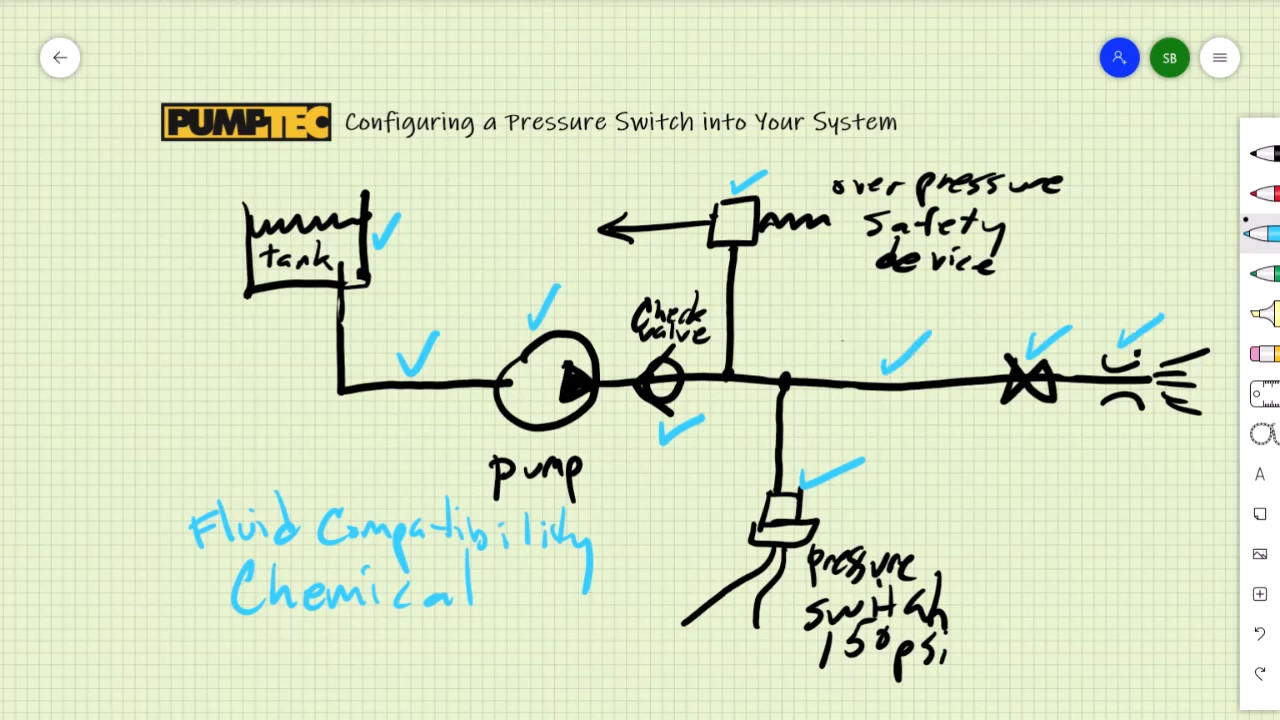 SB
PUMPTEC Configuring a Pressure Switch into Your System
over pressure
safety
device
tank
Check
valve
pump
Fluid Compatibility
Chemical
pressure
switch
150psi
A